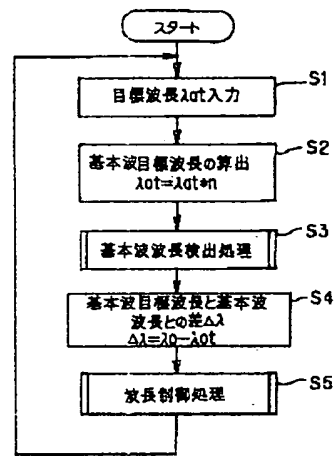 スタート
S1
目標波長λat入力
S2
基本波目標波長の算出
λot=λat*n
S3
基本波波長検出処理
S4
基本波目標波長と基本波
波長との差Δλ
Δλ=λo-λot
S5
波長制御処理